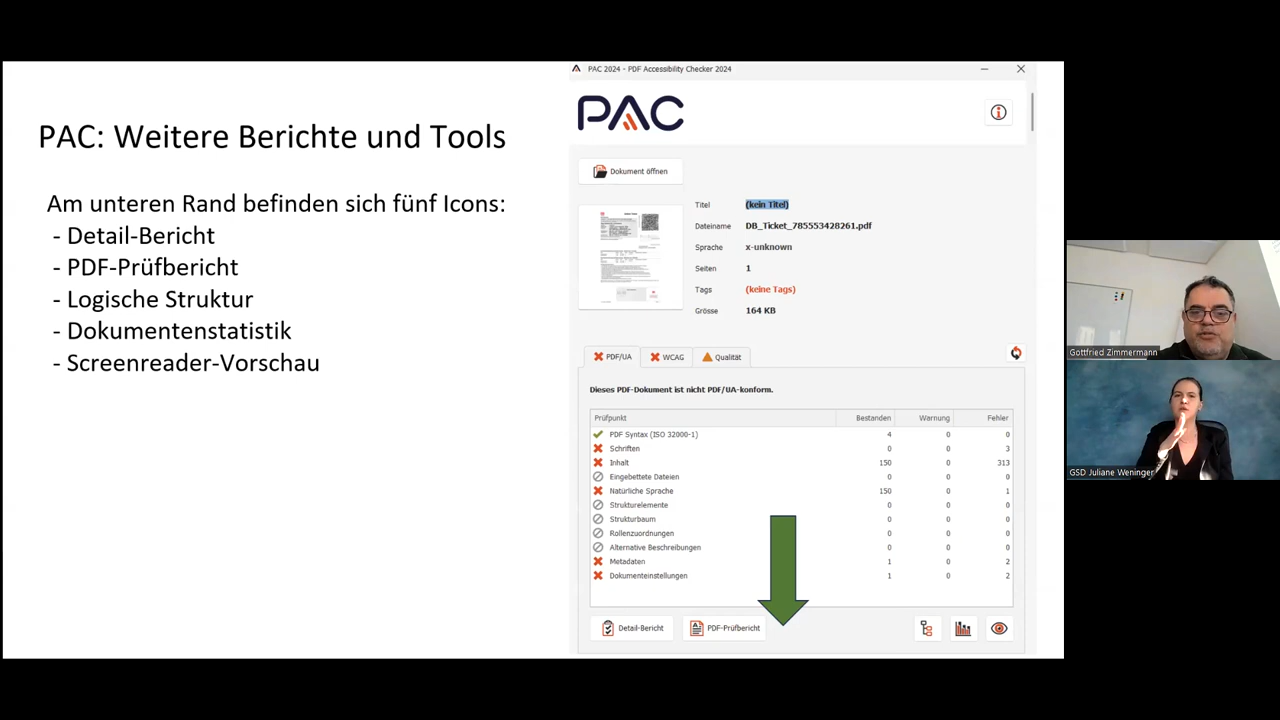 PAC: Weitere Berichte und Tools
Am unteren Rand befinden sich fünf Icons:
- Detail-Bericht
- PDF-Prüfbericht
- Logische Struktur
- Dokumentenstatistik
- Screenreader-Vorschau
PAC 2024 - PDF Accessibility Checker 2024
PAC
Dokument öffnen
Titel (kein Titel)
Dateiname DB_Ticket_785553428261.pdf
Sprache x-unknown
Seiten 1
Tags (keine Tags)
Grösse 164 KB
PDF/UA WCAG Qualität
Dieses PDF-Dokument ist nicht PDF/UA-konform.
Prüfpunkt Bestanden Warnung Fehler
PDF Syntax (ISO 32000-1) 4 0 0
Schriften 0 0 3
Inhalt 150 0 313
Eingebettete Dateien 0 0 0
Natürliche Sprache 150 0 1
Strukturelemente 0 0 0
Strukturbaum 0 0 0
Rollenzuordnungen 0 0 0
Alternative Beschreibungen 0 0 0
Metadaten 1 0 2
Dokumenteinstellungen 1 0 2
Detail-Bericht PDF-Prüfbericht
Gottfried Zimmermann
GSD Juliane Weninger